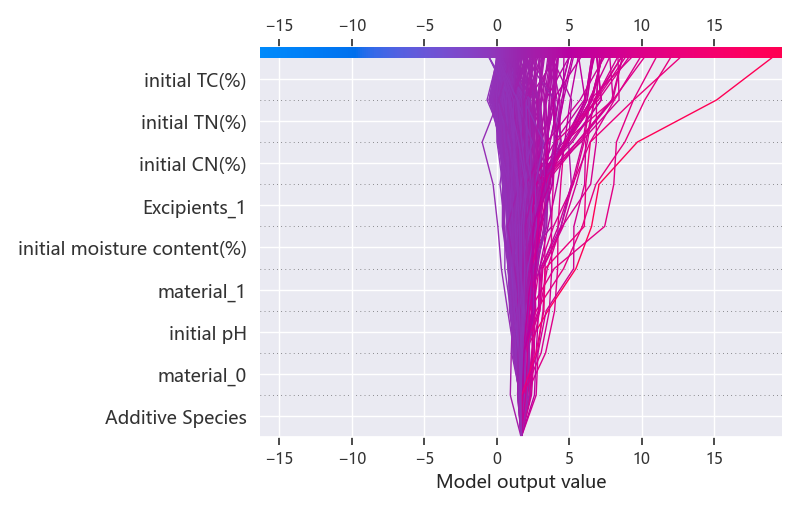 −15 −10 −5 0 5 10 15
initial TC(%)
initial TN(%)
initial CN(%)
Excipients_1
initial moisture content(%)
material_1
initial pH
material_0
Additive Species
−15 −10 −5 0 5 10 15
Model output value